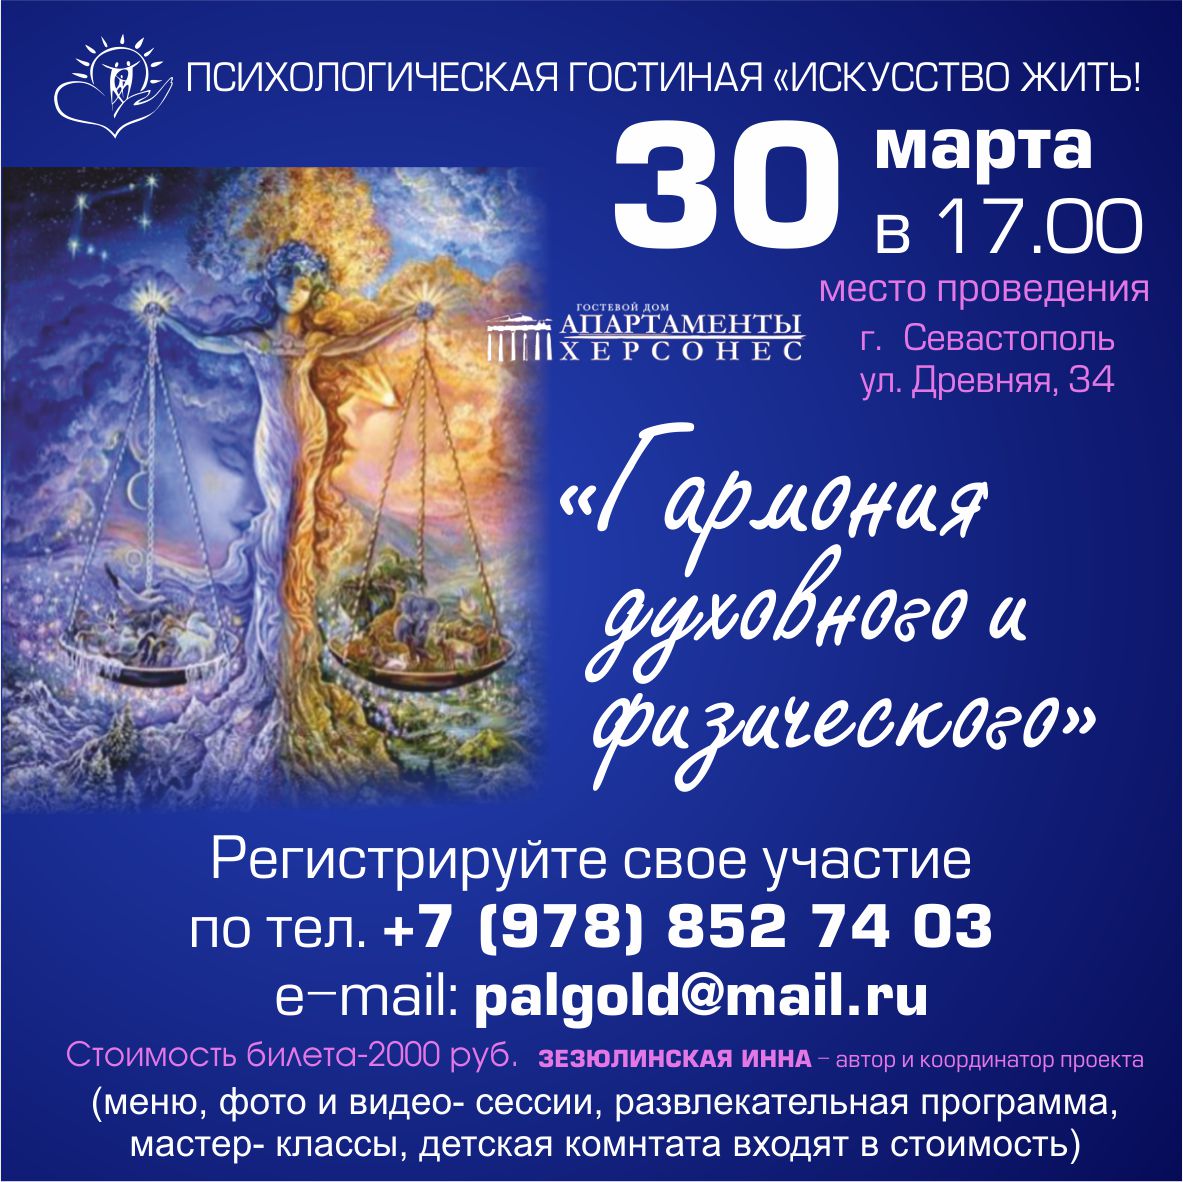 ПСИХОЛОГИЧЕСКАЯ ГОСТИНАЯ «ИСКУССТВО ЖИТЬ!
30 марта
в 17.00
место проведения
г. Севастополь
ул. Древняя, 34
ГОСТЕВОЙ ДОМ
АПАРТАМЕНТЫ
ХЕРСОНЕС
«Гармония
духовного и
физического»
Регистрируйте свое участие
по тел. +7 (978) 852 74 03
e-mail: palgold@mail.ru
Стоимость билета-2000 руб. ЗЕЗЮЛИНСКАЯ ИННА - автор и координатор проекта
(меню, фото и видео- сессии, развлекательная программа,
мастер- классы, детская комнтата входят в стоимость)